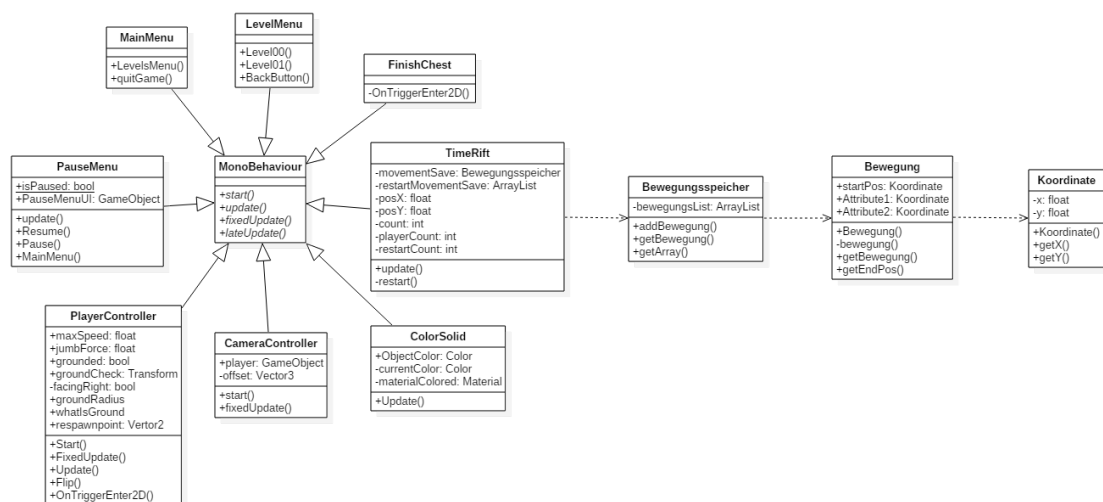 MainMenu
+LevelsMenu()
+quitGame()
LevelMenu
+Level00()
+Level01()
+BackButton()
FinishChest
-OnTriggerEnter2D()
PauseMenu
+isPaused: bool
+PauseMenuUI: GameObject
+update()
+Resume()
+Pause()
+MainMenu()
MonoBehaviour
+start()
+update()
+fixedUpdate()
+lateUpdate()
TimeRift
-movementSave: Bewegungsspeicher
-restartMovementSave: ArrayList
-posX: float
-posY: float
-count: int
-playerCount: int
-restartCount: int
+update()
-restart()
Bewegungsspeicher
-bewegungsList: ArrayList
+addBewegung()
+getBewegung()
+getArray()
Bewegung
+startPos: Koordinate
+Attribute1: Koordinate
+Attribute2: Koordinate
+Bewegung()
-bewegung()
+getBewegung()
+getEndPos()
Koordinate
-x: float
-y: float
+Koordinate()
+getX()
+getY()
PlayerController
+maxSpeed: float
+jumbForce: float
+grounded: bool
+groundCheck: Transform
-facingRight: bool
+groundRadius
+whatIsGround
+respawnpoint: Vertor2
+Start()
+FixedUpdate()
+Update()
+Flip()
+OnTriggerEnter2D()
CameraController
+player: GameObject
-offset: Vector3
+start()
+fixedUpdate()
ColorSolid
+ObjectColor: Color
-currentColor: Color
-materialColored: Material
+Update()